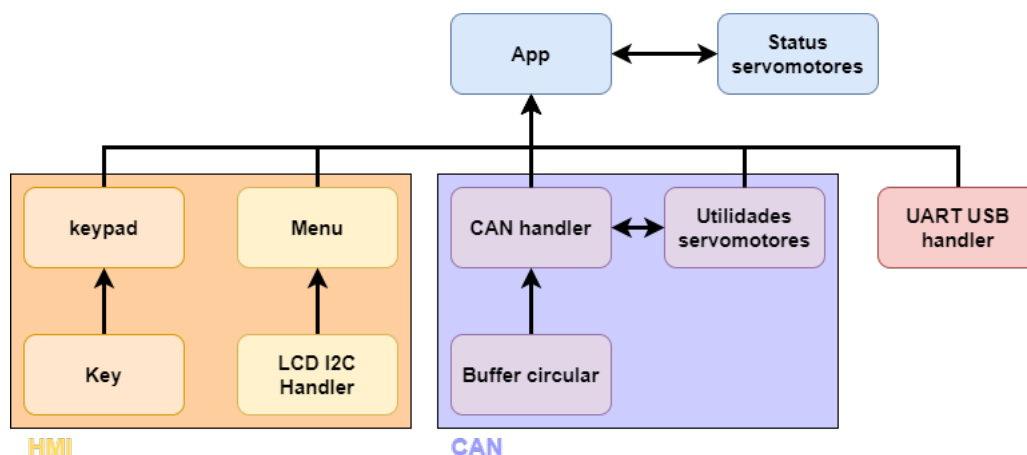 App
Status
servomotores
keypad
Menu
CAN handler
Utilidades
servomotores
UART USB
handler
Key
LCD I2C
Handler
Buffer circular
HMI
CAN